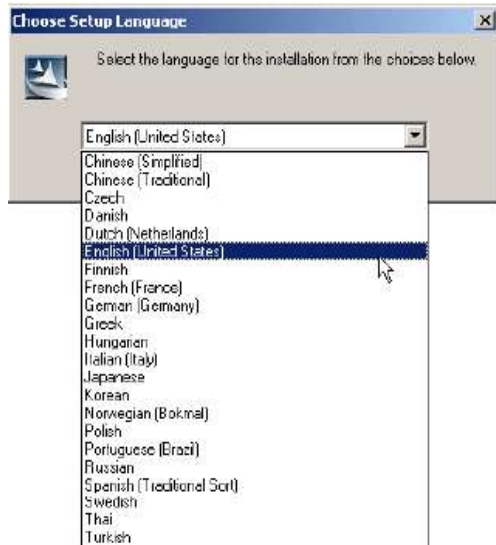 Choose Setup Language
Select the language for the installation from the choices below.
English (United States)
Chinese (Simplified)
Chinese (Traditional)
Czech
Danish
Dutch (Netherlands)
English (United States)
Finnish
French (France)
German (Germany)
Greek
Hungarian
Italian (Italy)
Japanese
Korean
Norwegian (Bokmal)
Polish
Portuguese (Brazil)
Russian
Spanish (Traditional Sort)
Swedish
Thai
Turkish